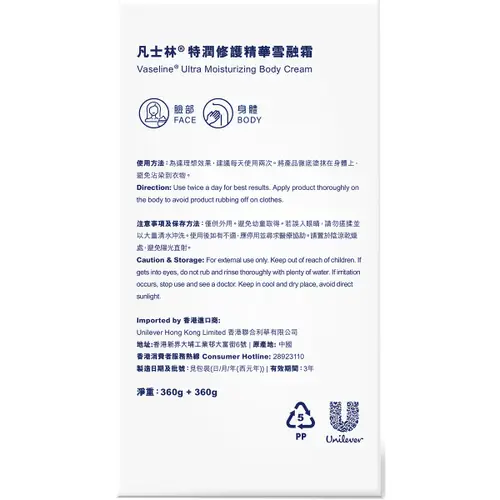 凡士林® 特潤修護精華雪融霜
Vaseline® Ultra Moisturizing Body Cream
臉部
FACE
身體
BODY
使用方法：為達理想效果，建議每天使用兩次。將產品徹底塗抹在身體上，
避免沾染到衣物。
Direction: Use twice a day for best results. Apply product thoroughly on
the body to avoid product rubbing off on clothes.
注意事項及保存方法：僅供外用。避免幼童取得。若誤入眼睛，請勿搓揉並
以大量清水沖洗。使用後如有不適，應停用並尋求醫療協助。請置於陰涼乾燥
處，避免陽光直射。
Caution & Storage: For external use only. Keep out of reach of children. If
gets into eyes, do not rub and rinse thoroughly with plenty of water. If irritation
occurs, stop use and see a doctor. Keep in cool and dry place, avoid direct
sunlight.
Imported by 香港進口商:
Unilever Hong Kong Limited 香港聯合利華有限公司
地址:香港新界大埔工業邨大富街6號 | 原產地: 中國
香港消費者服務熱線 Consumer Hotline: 28923110
製造日期及批號: 見包裝(日/月/年(西元年)) | 有效期間: 3年
淨重：360g + 360g
5
PP
Unilever